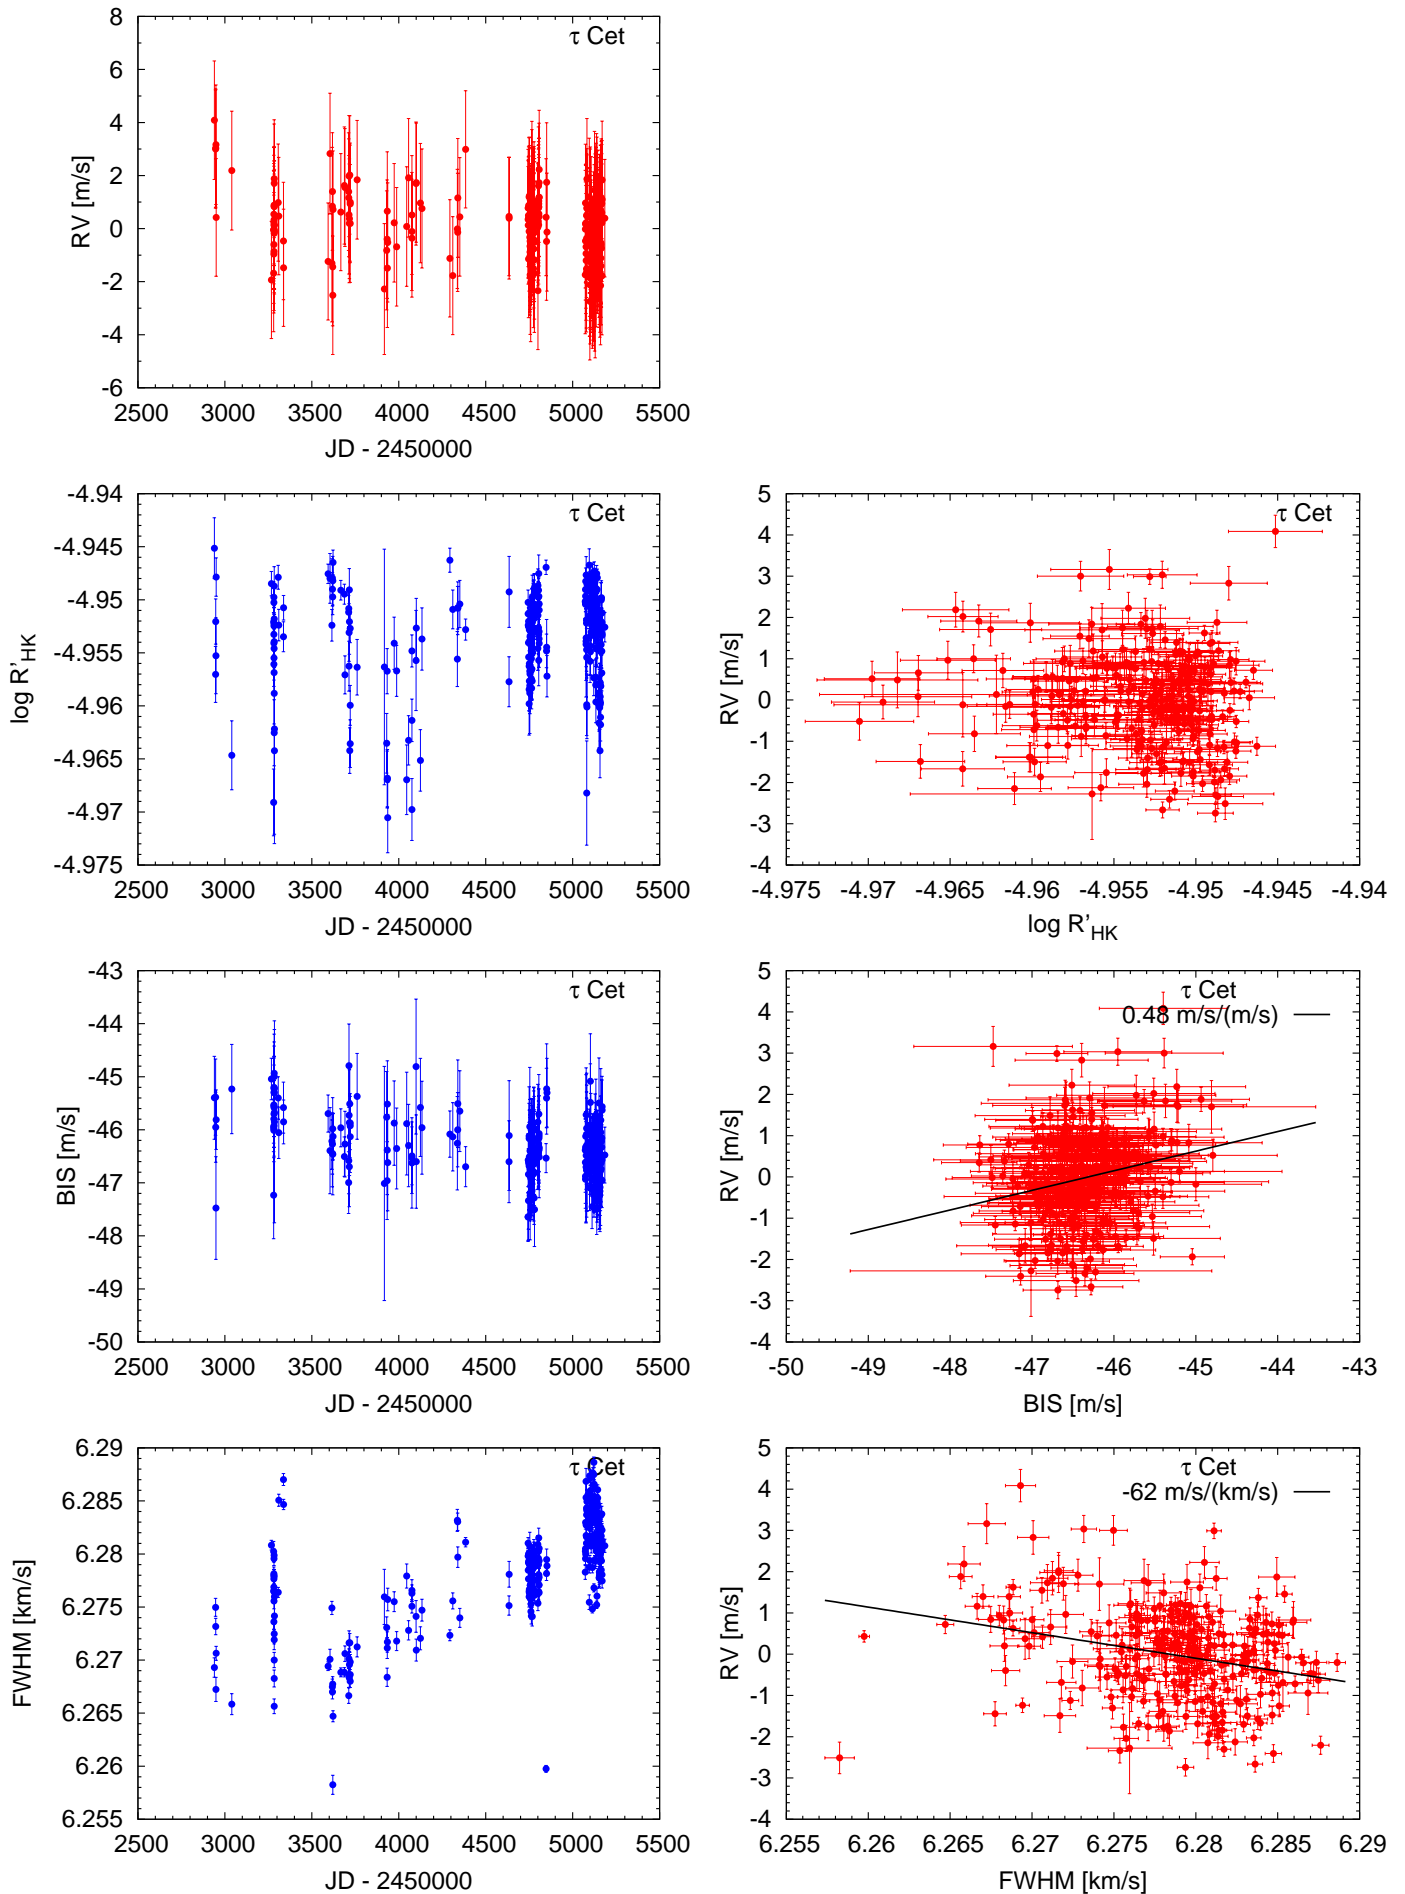 8
6
4
2
0
-2
-4
-6
RV [m/s]
τ Cet
2500 3000 3500 4000 4500 5000 5500
JD - 2450000
-4.94
-4.945
-4.95
-4.955
-4.96
-4.965
-4.97
-4.975
log R'HK
τ Cet
2500 3000 3500 4000 4500 5000 5500
JD - 2450000
5
4
3
2
1
0
-1
-2
-3
-4
RV [m/s]
τ Cet
-4.975 -4.97 -4.965 -4.96 -4.955 -4.95 -4.945 -4.94
log R'HK
-43
-44
-45
-46
-47
-48
-49
-50
BIS [m/s]
τ Cet
2500 3000 3500 4000 4500 5000 5500
JD - 2450000
5
4
3
2
1
0
-1
-2
-3
-4
RV [m/s]
τ Cet
0.48 m/s/(m/s)
-50 -49 -48 -47 -46 -45 -44 -43
BIS [m/s]
6.29
6.285
6.28
6.275
6.27
6.265
6.26
6.255
FWHM [km/s]
τ Cet
2500 3000 3500 4000 4500 5000 5500
JD - 2450000
5
4
3
2
1
0
-1
-2
-3
-4
RV [m/s]
τ Cet
-62 m/s/(km/s)
6.255 6.26 6.265 6.27 6.275 6.28 6.285 6.29
FWHM [km/s]